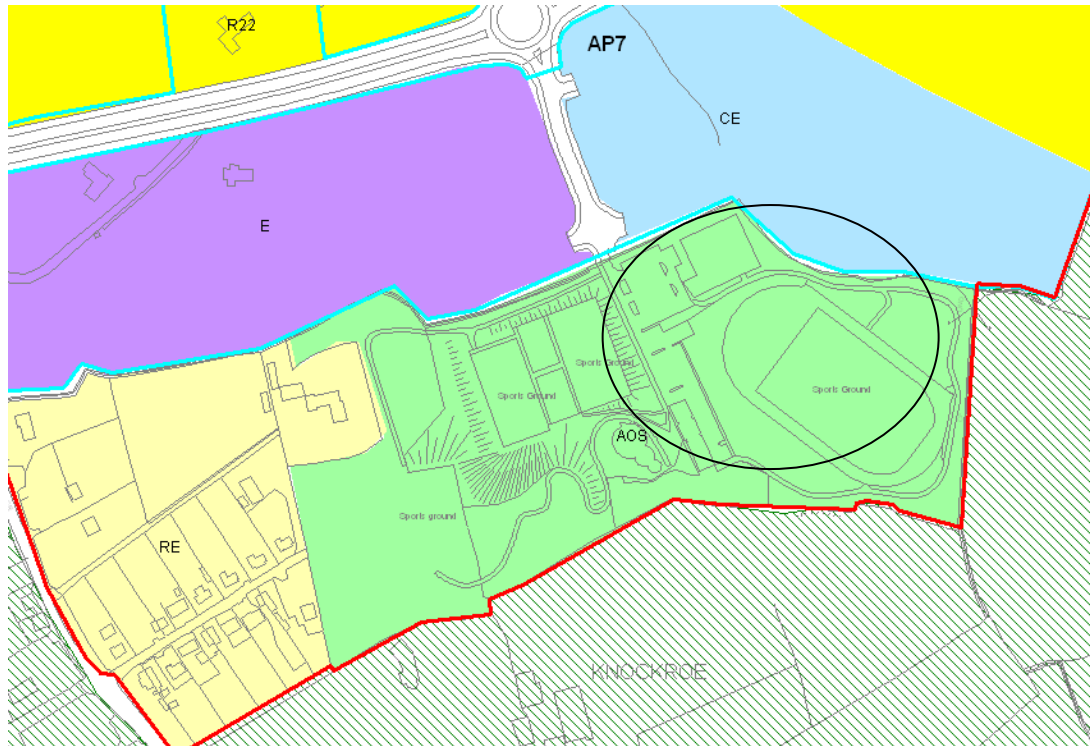 R22
AP7
CE
E
Sports Ground
Sports Ground
Sports Ground
AOS
Sports ground
RE
KNOCKROE